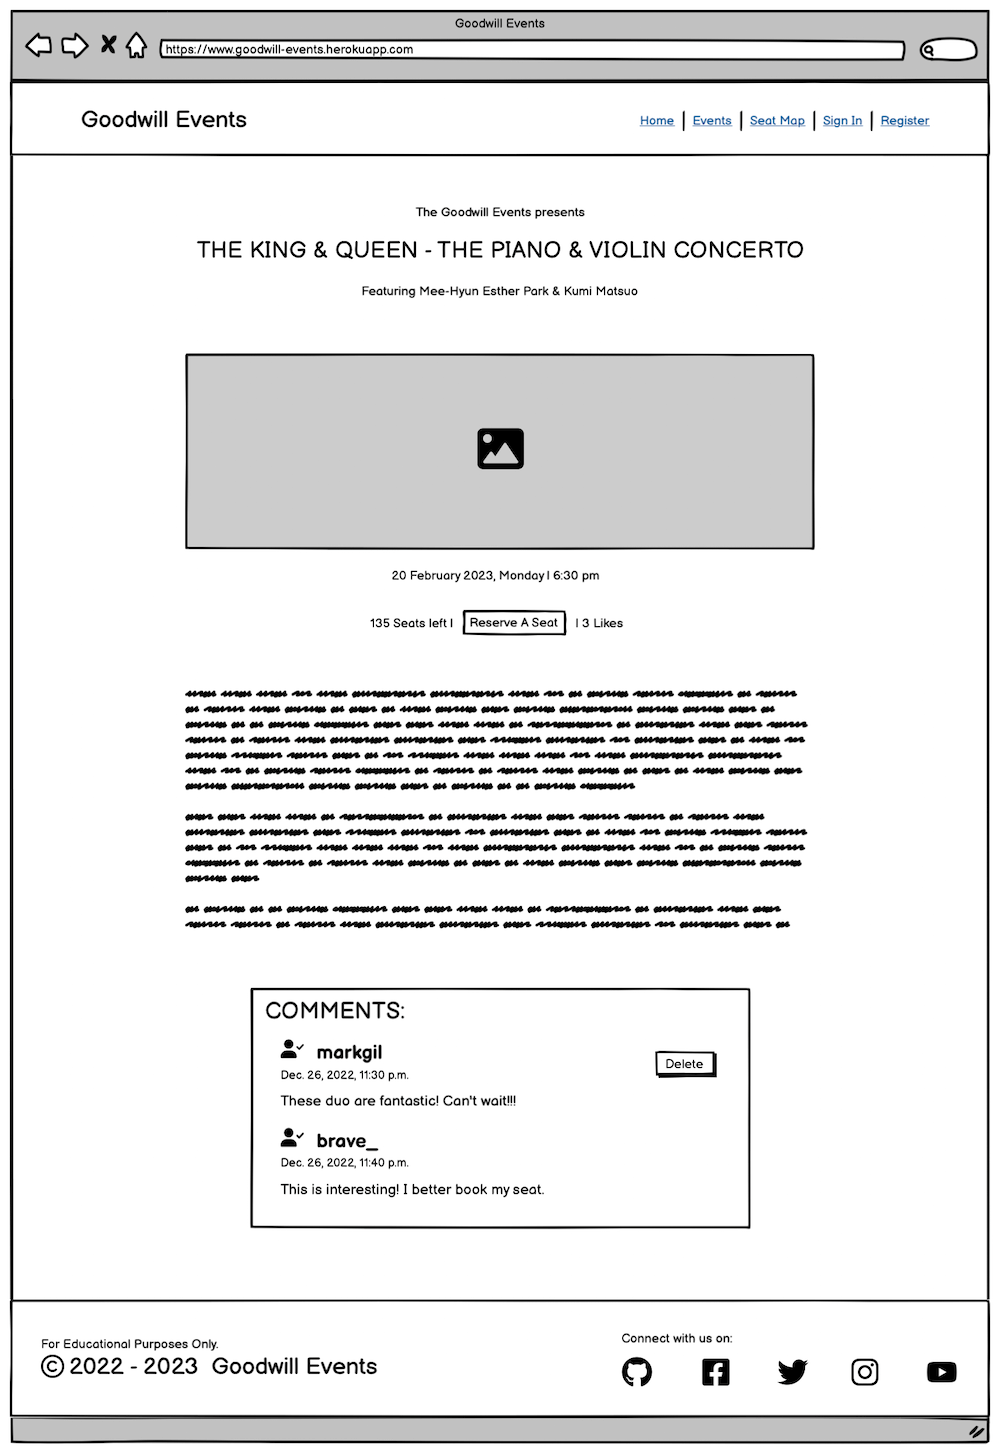 Goodwill Events
https://www.goodwill-events.herokuapp.com
Goodwill Events
Home | Events | Seat Map | Sign In | Register
The Goodwill Events presents
THE KING & QUEEN - THE PIANO & VIOLIN CONCERTO
Featuring Mee-Hyun Esther Park & Kumi Matsuo
20 February 2023, Monday | 6:30 pm
135 Seats left | Reserve A Seat | 3 Likes
COMMENTS:
markgil
Delete
Dec. 26, 2022, 11:30 p.m.
These duo are fantastic! Can't wait!!!
brave_
Dec. 26, 2022, 11:40 p.m.
This is interesting! I better book my seat.
For Educational Purposes Only.
© 2022 - 2023 Goodwill Events
Connect with us on: